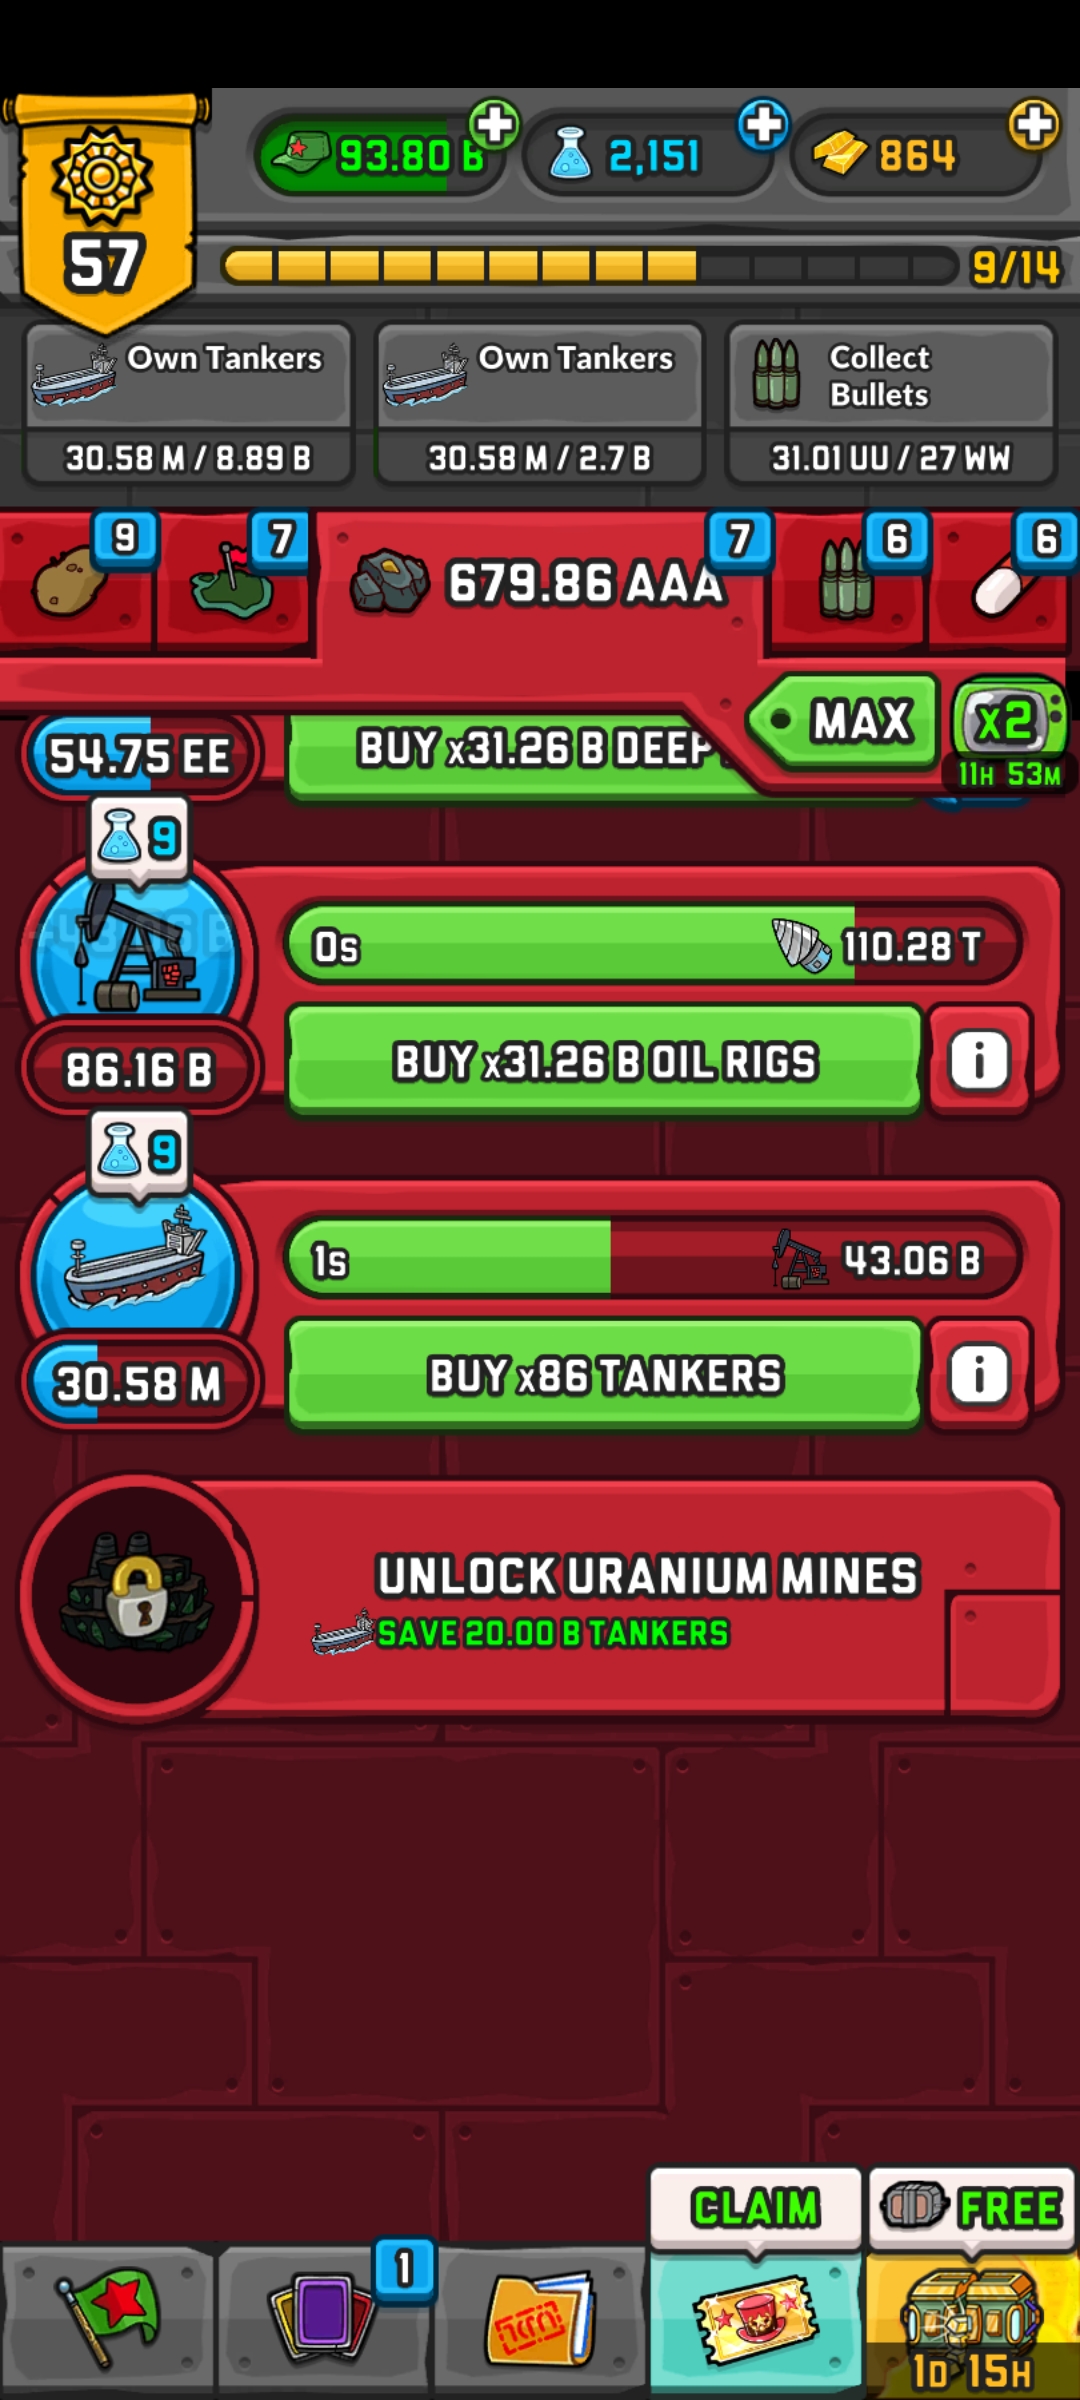 57
93.80 B
2,151
864
9/14
Own Tankers
30.58 M / 8.89 B
Own Tankers
30.58 M / 2.7 B
Collect
Bullets
31.01 UU / 27 WW
9
7
679.86 AAA
7
6
6
MAX
x2
11H 53M
54.75 EE
BUY x31.26 B DEEP
9
0s
110.28 T
86.16 B
BUY x31.26 B OIL RIGS
i
9
1s
43.06 B
30.58 M
BUY x86 TANKERS
i
UNLOCK URANIUM MINES
SAVE 20.00 B TANKERS
CLAIM
FREE
1
1D 15H